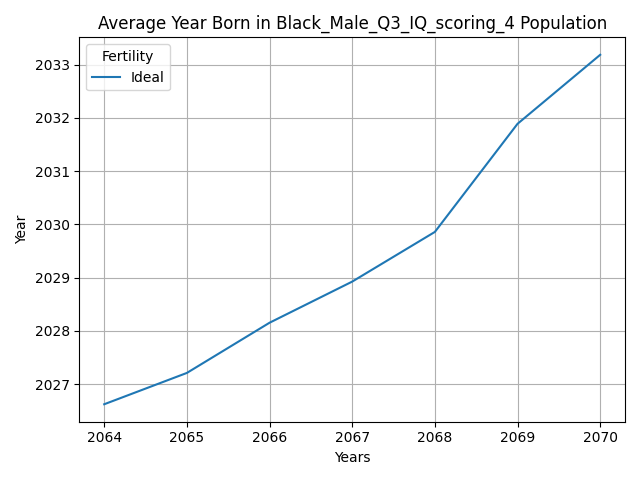 Average Year Born in Black_Male_Q3_IQ_scoring_4 Population
Fertility
Ideal
2033
2032
2031
2030
2029
2028
2027
Year
2064 2065 2066 2067 2068 2069 2070
Years